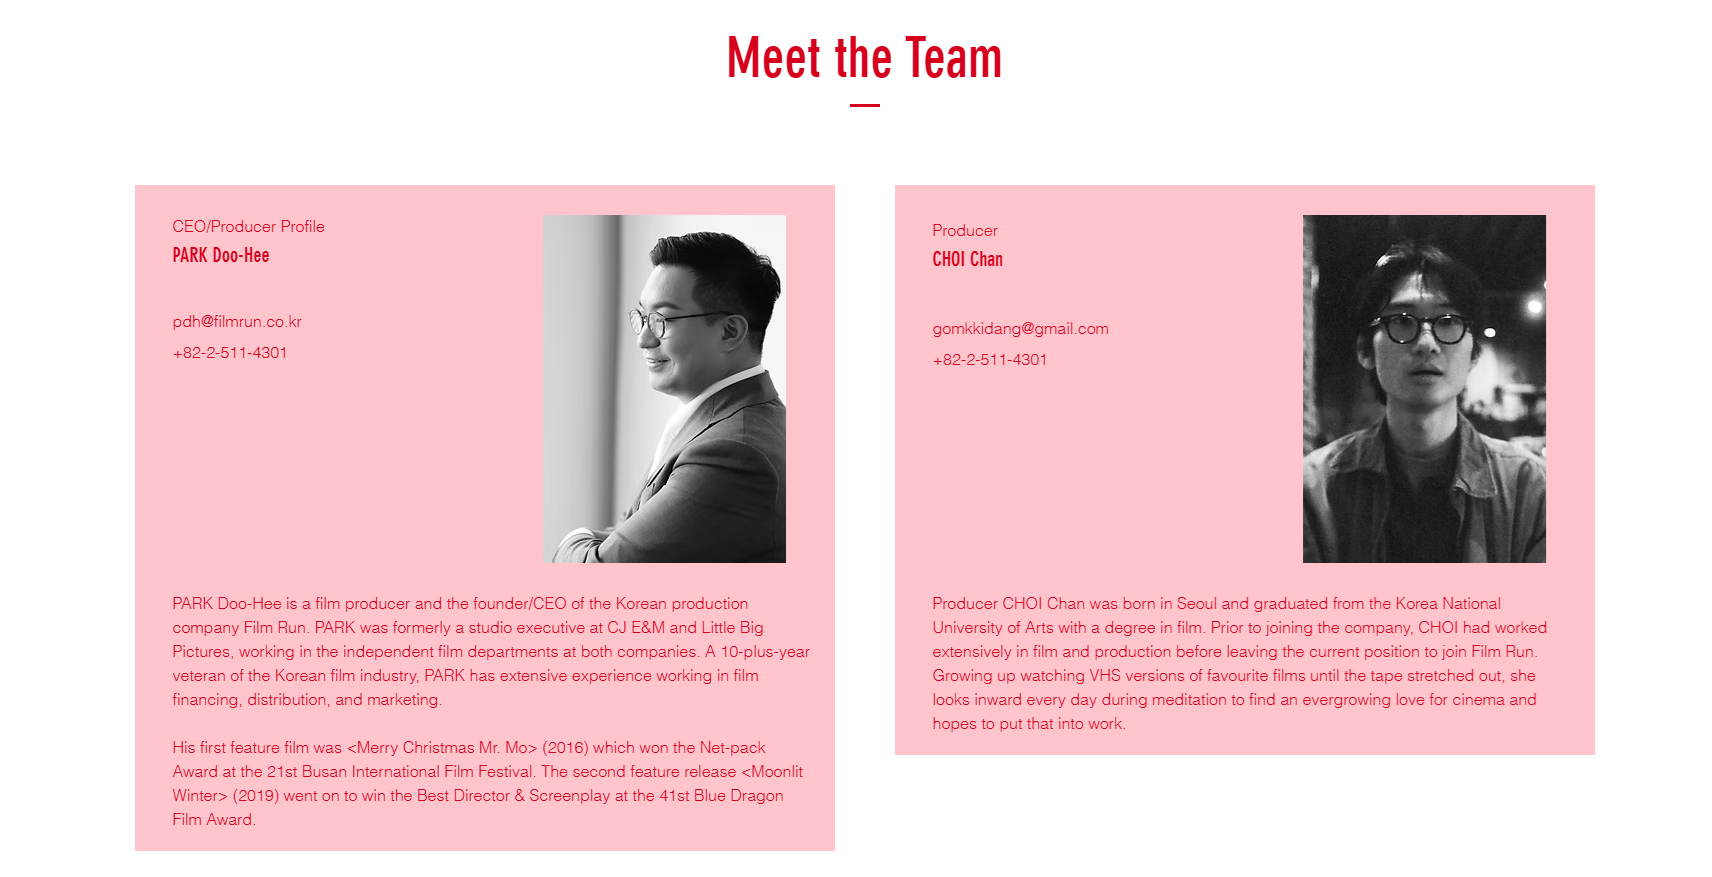 Meet the Team
CEO/Producer Profile
PARK Doo-Hee
pdh@filmrun.co.kr
+82-2-511-4301
PARK Doo-Hee is a film producer and the founder/CEO of the Korean production
company Film Run. PARK was formerly a studio executive at CJ E&M and Little Big
Pictures, working in the independent film departments at both companies. A 10-plus-year
veteran of the Korean film industry, PARK has extensive experience working in film
financing, distribution, and marketing.
His first feature film was <Merry Christmas Mr. Mo> (2016) which won the Net-pack
Award at the 21st Busan International Film Festival. The second feature release <Moonlit
Winter> (2019) went on to win the Best Director & Screenplay at the 41st Blue Dragon
Film Award.
Producer
CHOI Chan
gomkkidang@gmail.com
+82-2-511-4301
Producer CHOI Chan was born in Seoul and graduated from the Korea National
University of Arts with a degree in film. Prior to joining the company, CHOI had worked
extensively in film and production before leaving the current position to join Film Run.
Growing up watching VHS versions of favourite films until the tape stretched out, she
looks inward every day during meditation to find an evergrowing love for cinema and
hopes to put that into work.